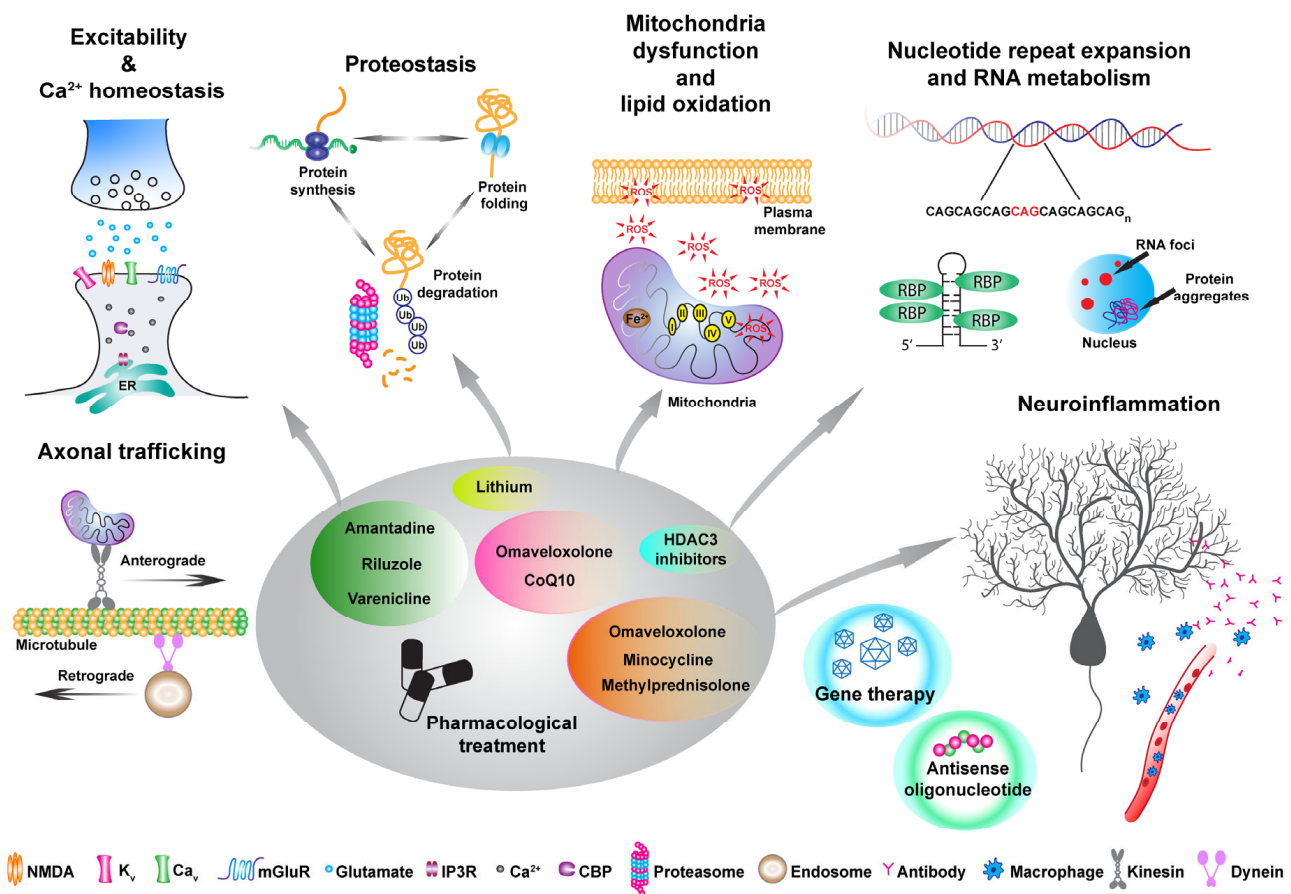 Excitability
&
Ca²⁺ homeostasis
ER
Proteostasis
Protein
synthesis
Protein
folding
Protein
degradation
Ub
Ub
Ub
Ub
Mitochondria
dysfunction
and
lipid oxidation
ROS
ROS
Plasma
membrane
ROS
ROS
ROS
ROS
Fe²⁺
I
II
III
IV
V
ROS
Mitochondria
Nucleotide repeat expansion
and RNA metabolism
CAGCAGCAGCAGCAGCAGCAGₙ
RBP
RBP
RBP
RBP
5‘
3‘
RNA foci
Protein
aggregates
Nucleus
Axonal trafficking
Anterograde
Microtubule
Retrograde
Lithium
Amantadine
Riluzole
Varenicline
Omaveloxolone
CoQ10
HDAC3
inhibitors
Omaveloxolone
Minocycline
Methylprednisolone
Pharmacological
treatment
Gene therapy
Antisense
oligonucleotide
Neuroinflammation
NMDA
Kᵥ
Caᵥ
mGluR
Glutamate
IP3R
Ca²⁺
CBP
Proteasome
Endosome
Antibody
Macrophage
Kinesin
Dynein